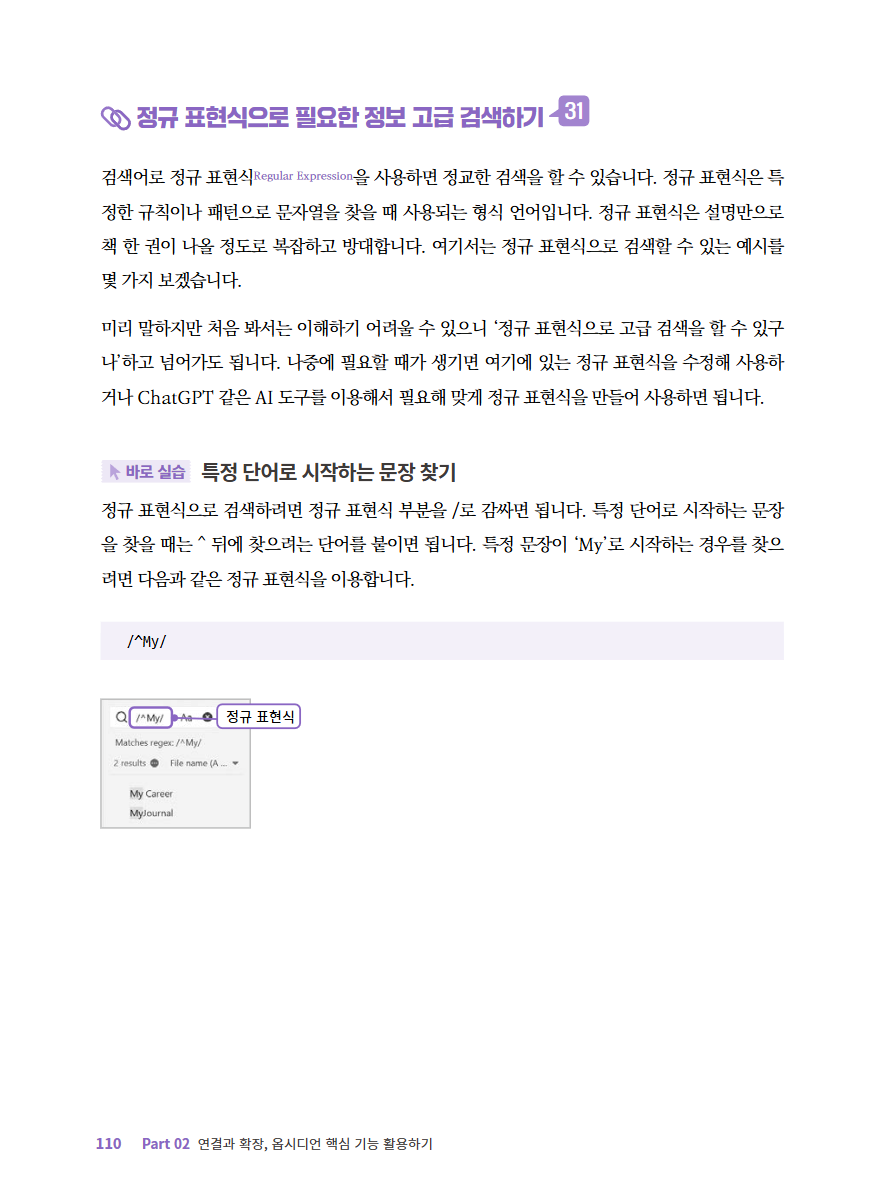 정규 표현식으로 필요한 정보 고급 검색하기 31
검색어로 정규 표현식Regular Expression을 사용하면 정교한 검색을 할 수 있습니다. 정규 표현식은 특
정한 규칙이나 패턴으로 문자열을 찾을 때 사용되는 형식 언어입니다. 정규 표현식은 설명만으로
책 한 권이 나올 정도로 복잡하고 방대합니다. 여기서는 정규 표현식으로 검색할 수 있는 예시를
몇 가지 보겠습니다.
미리 말하지만 처음 봐서는 이해하기 어려울 수 있으니 ‘정규 표현식으로 고급 검색을 할 수 있구
나’하고 넘어가도 됩니다. 나중에 필요할 때가 생기면 여기에 있는 정규 표현식을 수정해 사용하
거나 ChatGPT 같은 AI 도구를 이용해서 필요해 맞게 정규 표현식을 만들어 사용하면 됩니다.
바로 실습 특정 단어로 시작하는 문장 찾기
정규 표현식으로 검색하려면 정규 표현식 부분을 /로 감싸면 됩니다. 특정 단어로 시작하는 문장
을 찾을 때는 ^ 뒤에 찾으려는 단어를 붙이면 됩니다. 특정 문장이 ‘My’로 시작하는 경우를 찾으
려면 다음과 같은 정규 표현식을 이용합니다.
/^My/
/^My/ Aa 정규 표현식
Matches regex: /^My/
2 results File name (A ...
My Career
MyJournal
110 Part 02 연결과 확장, 옵시디언 핵심 기능 활용하기